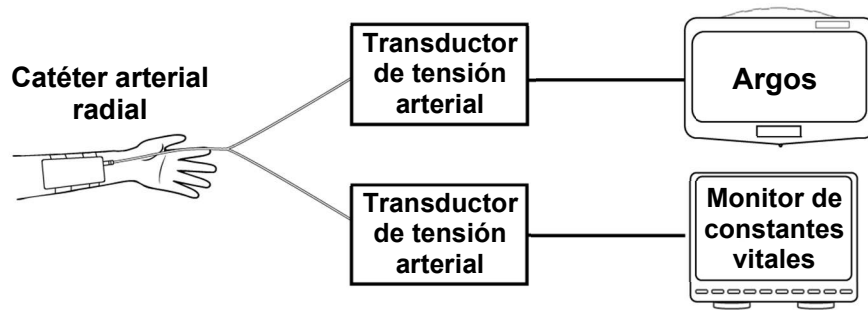 Catéter arterial
radial
Transductor
de tensión
arterial
Argos
Transductor
de tensión
arterial
Monitor de
constantes
vitales